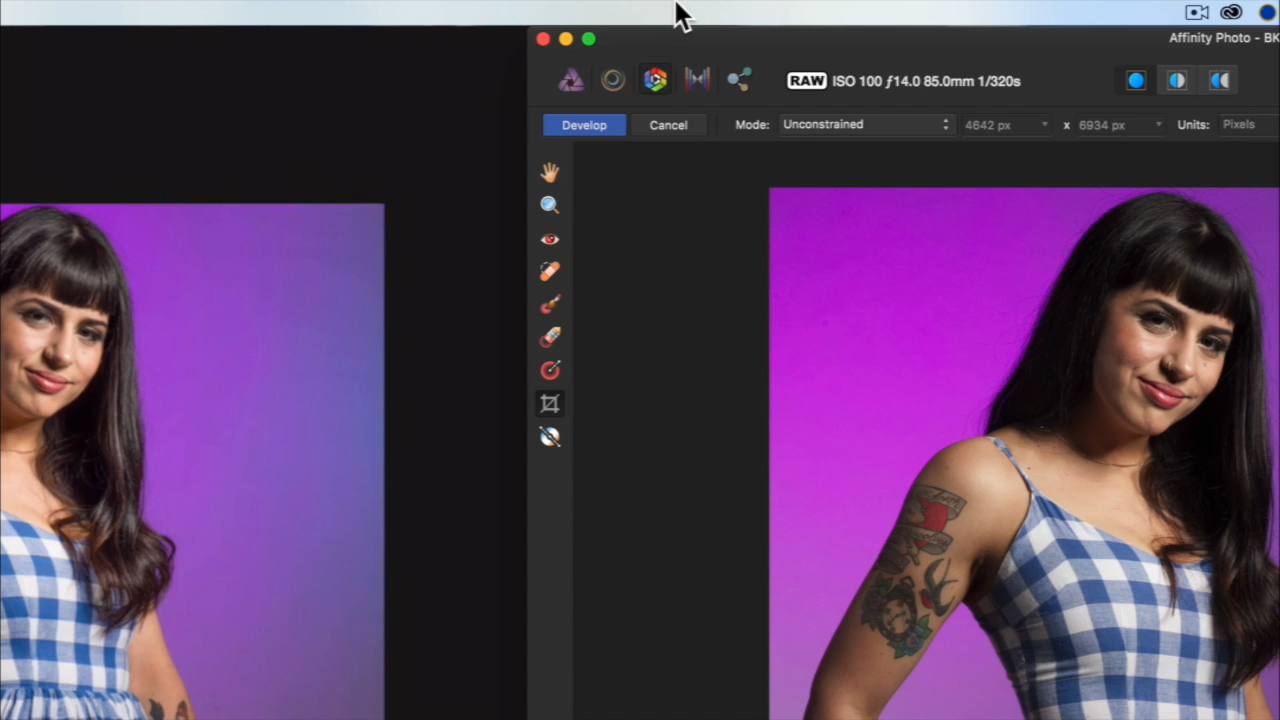 Affinity Photo - BK
RAW ISO 100 ƒ14.0 85.0mm 1/320s
Develop Cancel Mode: Unconstrained 4642 px x 6934 px Units: Pixels